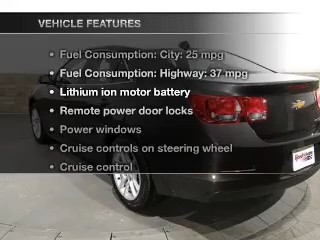 VEHICLE FEATURES
• Fuel Consumption: City: 25 mpg
• Fuel Consumption: Highway: 37 mpg
• Lithium ion motor battery
• Remote power door locks
• Power windows
• Cruise controls on steering wheel
• Cruise control